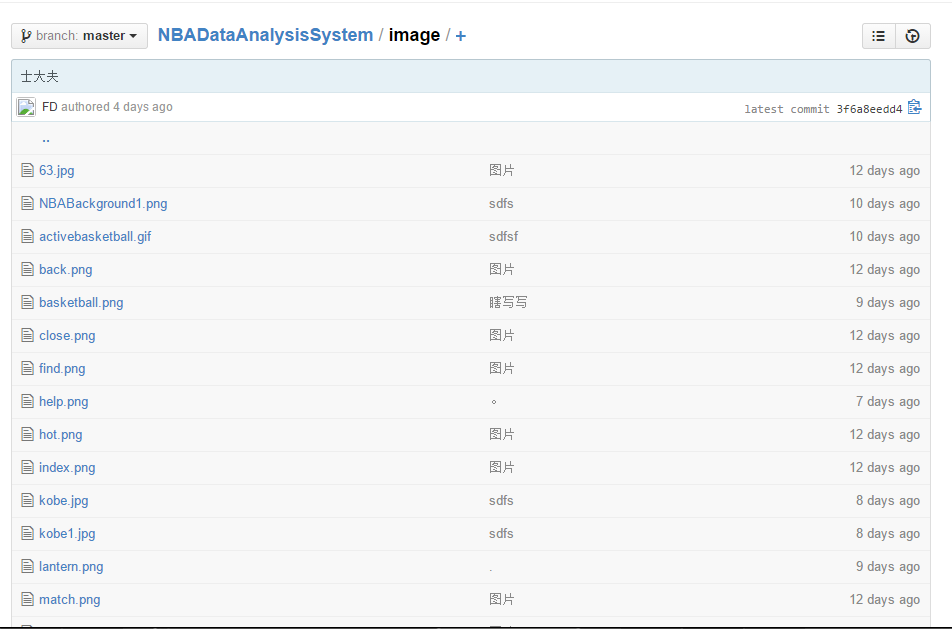 branch: master NBADataAnalysisSystem / image / +
士大夫
FD authored 4 days ago latest commit 3f6a8eedd4
..
63.jpg 图片 12 days ago
NBABackground1.png sdfs 10 days ago
activebasketball.gif sdfsf 10 days ago
back.png 图片 12 days ago
basketball.png 瞎写写 9 days ago
close.png 图片 12 days ago
find.png 图片 12 days ago
help.png 。 7 days ago
hot.png 图片 12 days ago
index.png 图片 12 days ago
kobe.jpg sdfs 8 days ago
kobe1.jpg sdfs 8 days ago
lantern.png . 9 days ago
match.png 图片 12 days ago